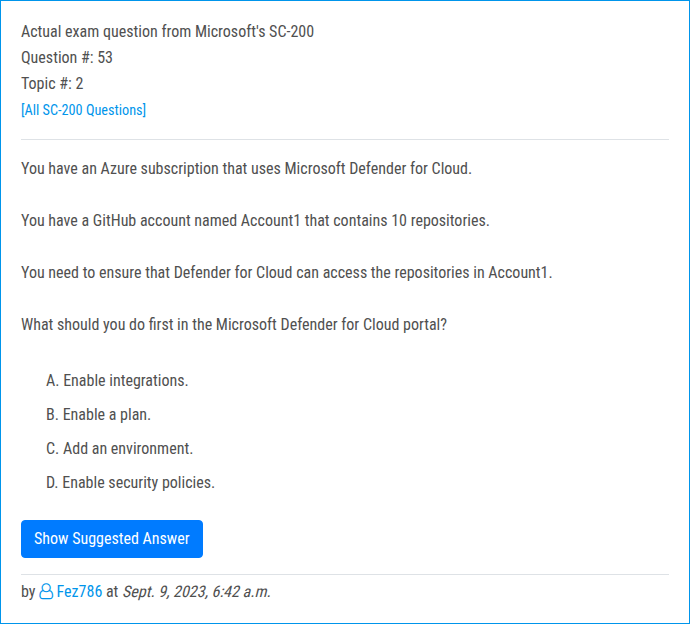 Actual exam question from Microsoft's SC-200
Question #: 53
Topic #: 2
[All SC-200 Questions]
You have an Azure subscription that uses Microsoft Defender for Cloud.
You have a GitHub account named Account1 that contains 10 repositories.
You need to ensure that Defender for Cloud can access the repositories in Account1.
What should you do first in the Microsoft Defender for Cloud portal?
A. Enable integrations.
B. Enable a plan.
C. Add an environment.
D. Enable security policies.
Show Suggested Answer
by Fez786 at Sept. 9, 2023, 6:42 a.m.